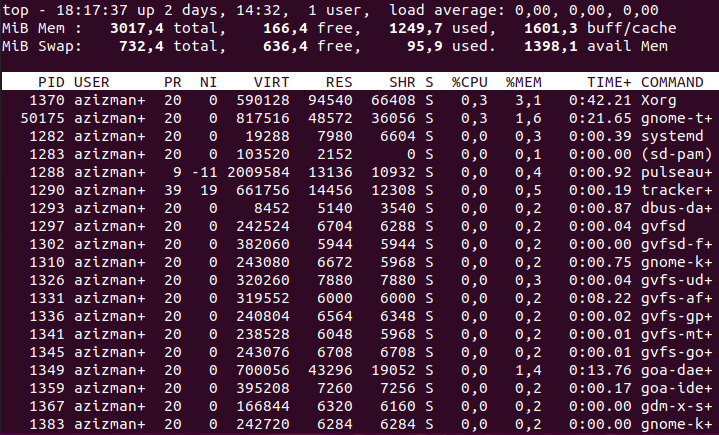 top - 18:17:37 up 2 days, 14:32,  1 user,  load average: 0,00, 0,00, 0,00
MiB Mem :   3017,4 total,    166,4 free,   1249,7 used,   1601,3 buff/cache
MiB Swap:    732,4 total,    636,4 free,     95,9 used.   1398,1 avail Mem
PID USER      PR  NI    VIRT    RES    SHR S  %CPU  %MEM     TIME+ COMMAND
1370 azizman+  20   0  590128  94540  66408 S   0,3   3,1   0:42.21 Xorg
50175 azizman+  20   0  817516  48572  36056 S   0,3   1,6   0:21.65 gnome-t+
1282 azizman+  20   0   19288   7980   6604 S   0,0   0,3   0:00.39 systemd
1283 azizman+  20   0  103520   2152      0 S   0,0   0,1   0:00.00 (sd-pam)
1288 azizman+   9 -11 2009584  13136  10932 S   0,0   0,4   0:00.92 pulseau+
1290 azizman+  39  19  661756  14456  12308 S   0,0   0,5   0:00.19 tracker+
1293 azizman+  20   0    8452   5140   3540 S   0,0   0,2   0:00.87 dbus-da+
1297 azizman+  20   0  242524   6704   6288 S   0,0   0,2   0:00.04 gvfsd
1302 azizman+  20   0  382060   5944   5944 S   0,0   0,2   0:00.00 gvfsd-f+
1310 azizman+  20   0  243080   6672   5968 S   0,0   0,2   0:00.75 gnome-k+
1326 azizman+  20   0  320260   7880   7880 S   0,0   0,3   0:00.04 gvfs-ud+
1331 azizman+  20   0  319552   6000   6000 S   0,0   0,2   0:08.22 gvfs-af+
1336 azizman+  20   0  240804   6564   6348 S   0,0   0,2   0:00.02 gvfs-gp+
1341 azizman+  20   0  238528   6048   5968 S   0,0   0,2   0:00.01 gvfs-mt+
1345 azizman+  20   0  243076   6708   6708 S   0,0   0,2   0:00.01 gvfs-go+
1349 azizman+  20   0  700056  43296  19052 S   0,0   1,4   0:13.76 goa-dae+
1359 azizman+  20   0  395208   7260   7256 S   0,0   0,2   0:00.17 goa-ide+
1367 azizman+  20   0  166844   6320   6160 S   0,0   0,2   0:00.00 gdm-x-s+
1383 azizman+  20   0  242720   6284   6284 S   0,0   0,2   0:00.00 gnome-k+